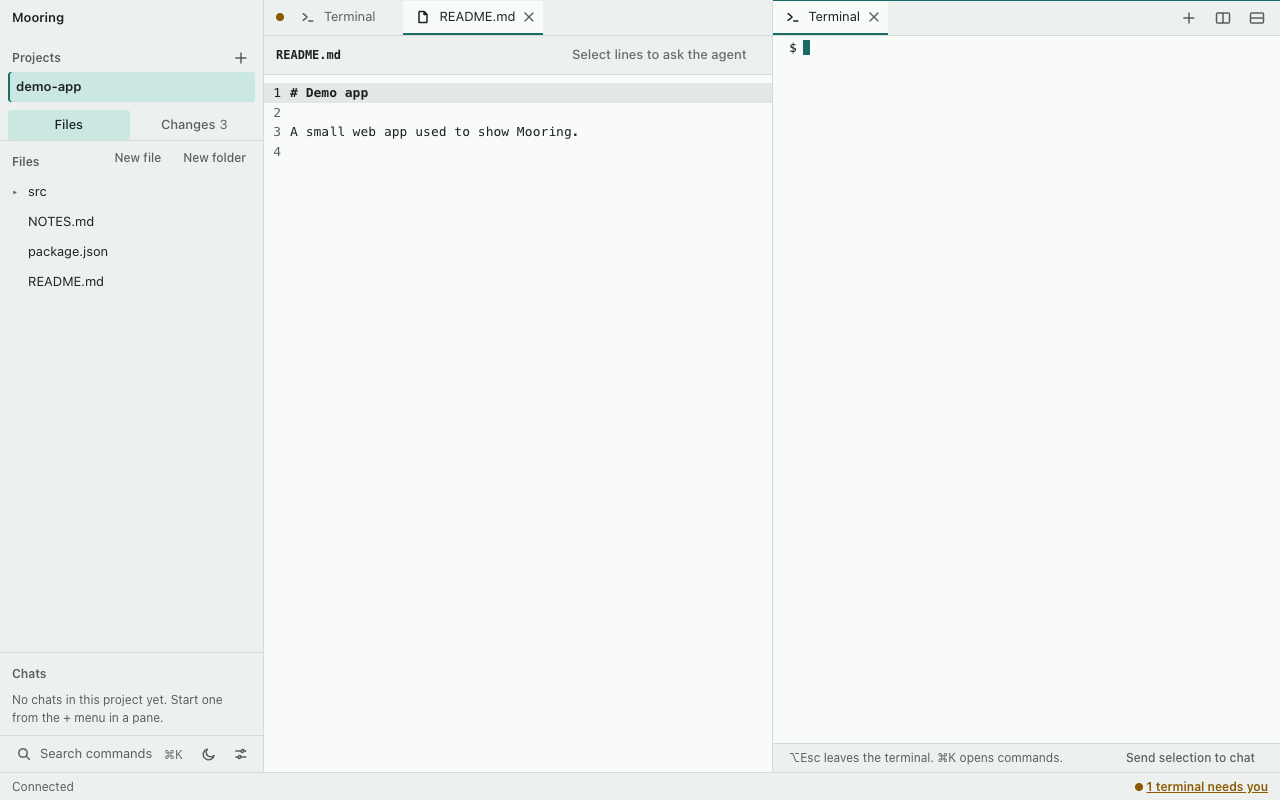 Mooring
Projects
demo-app
Files
Changes 3
Files
New file
New folder
src
NOTES.md
package.json
README.md
Chats
No chats in this project yet. Start one
from the + menu in a pane.
Search commands ⌘K
Connected
Terminal
README.md
README.md
Select lines to ask the agent
1 # Demo app
2
3 A small web app used to show Mooring.
4
Terminal
$
⌥Esc leaves the terminal. ⌘K opens commands.
Send selection to chat
1 terminal needs you